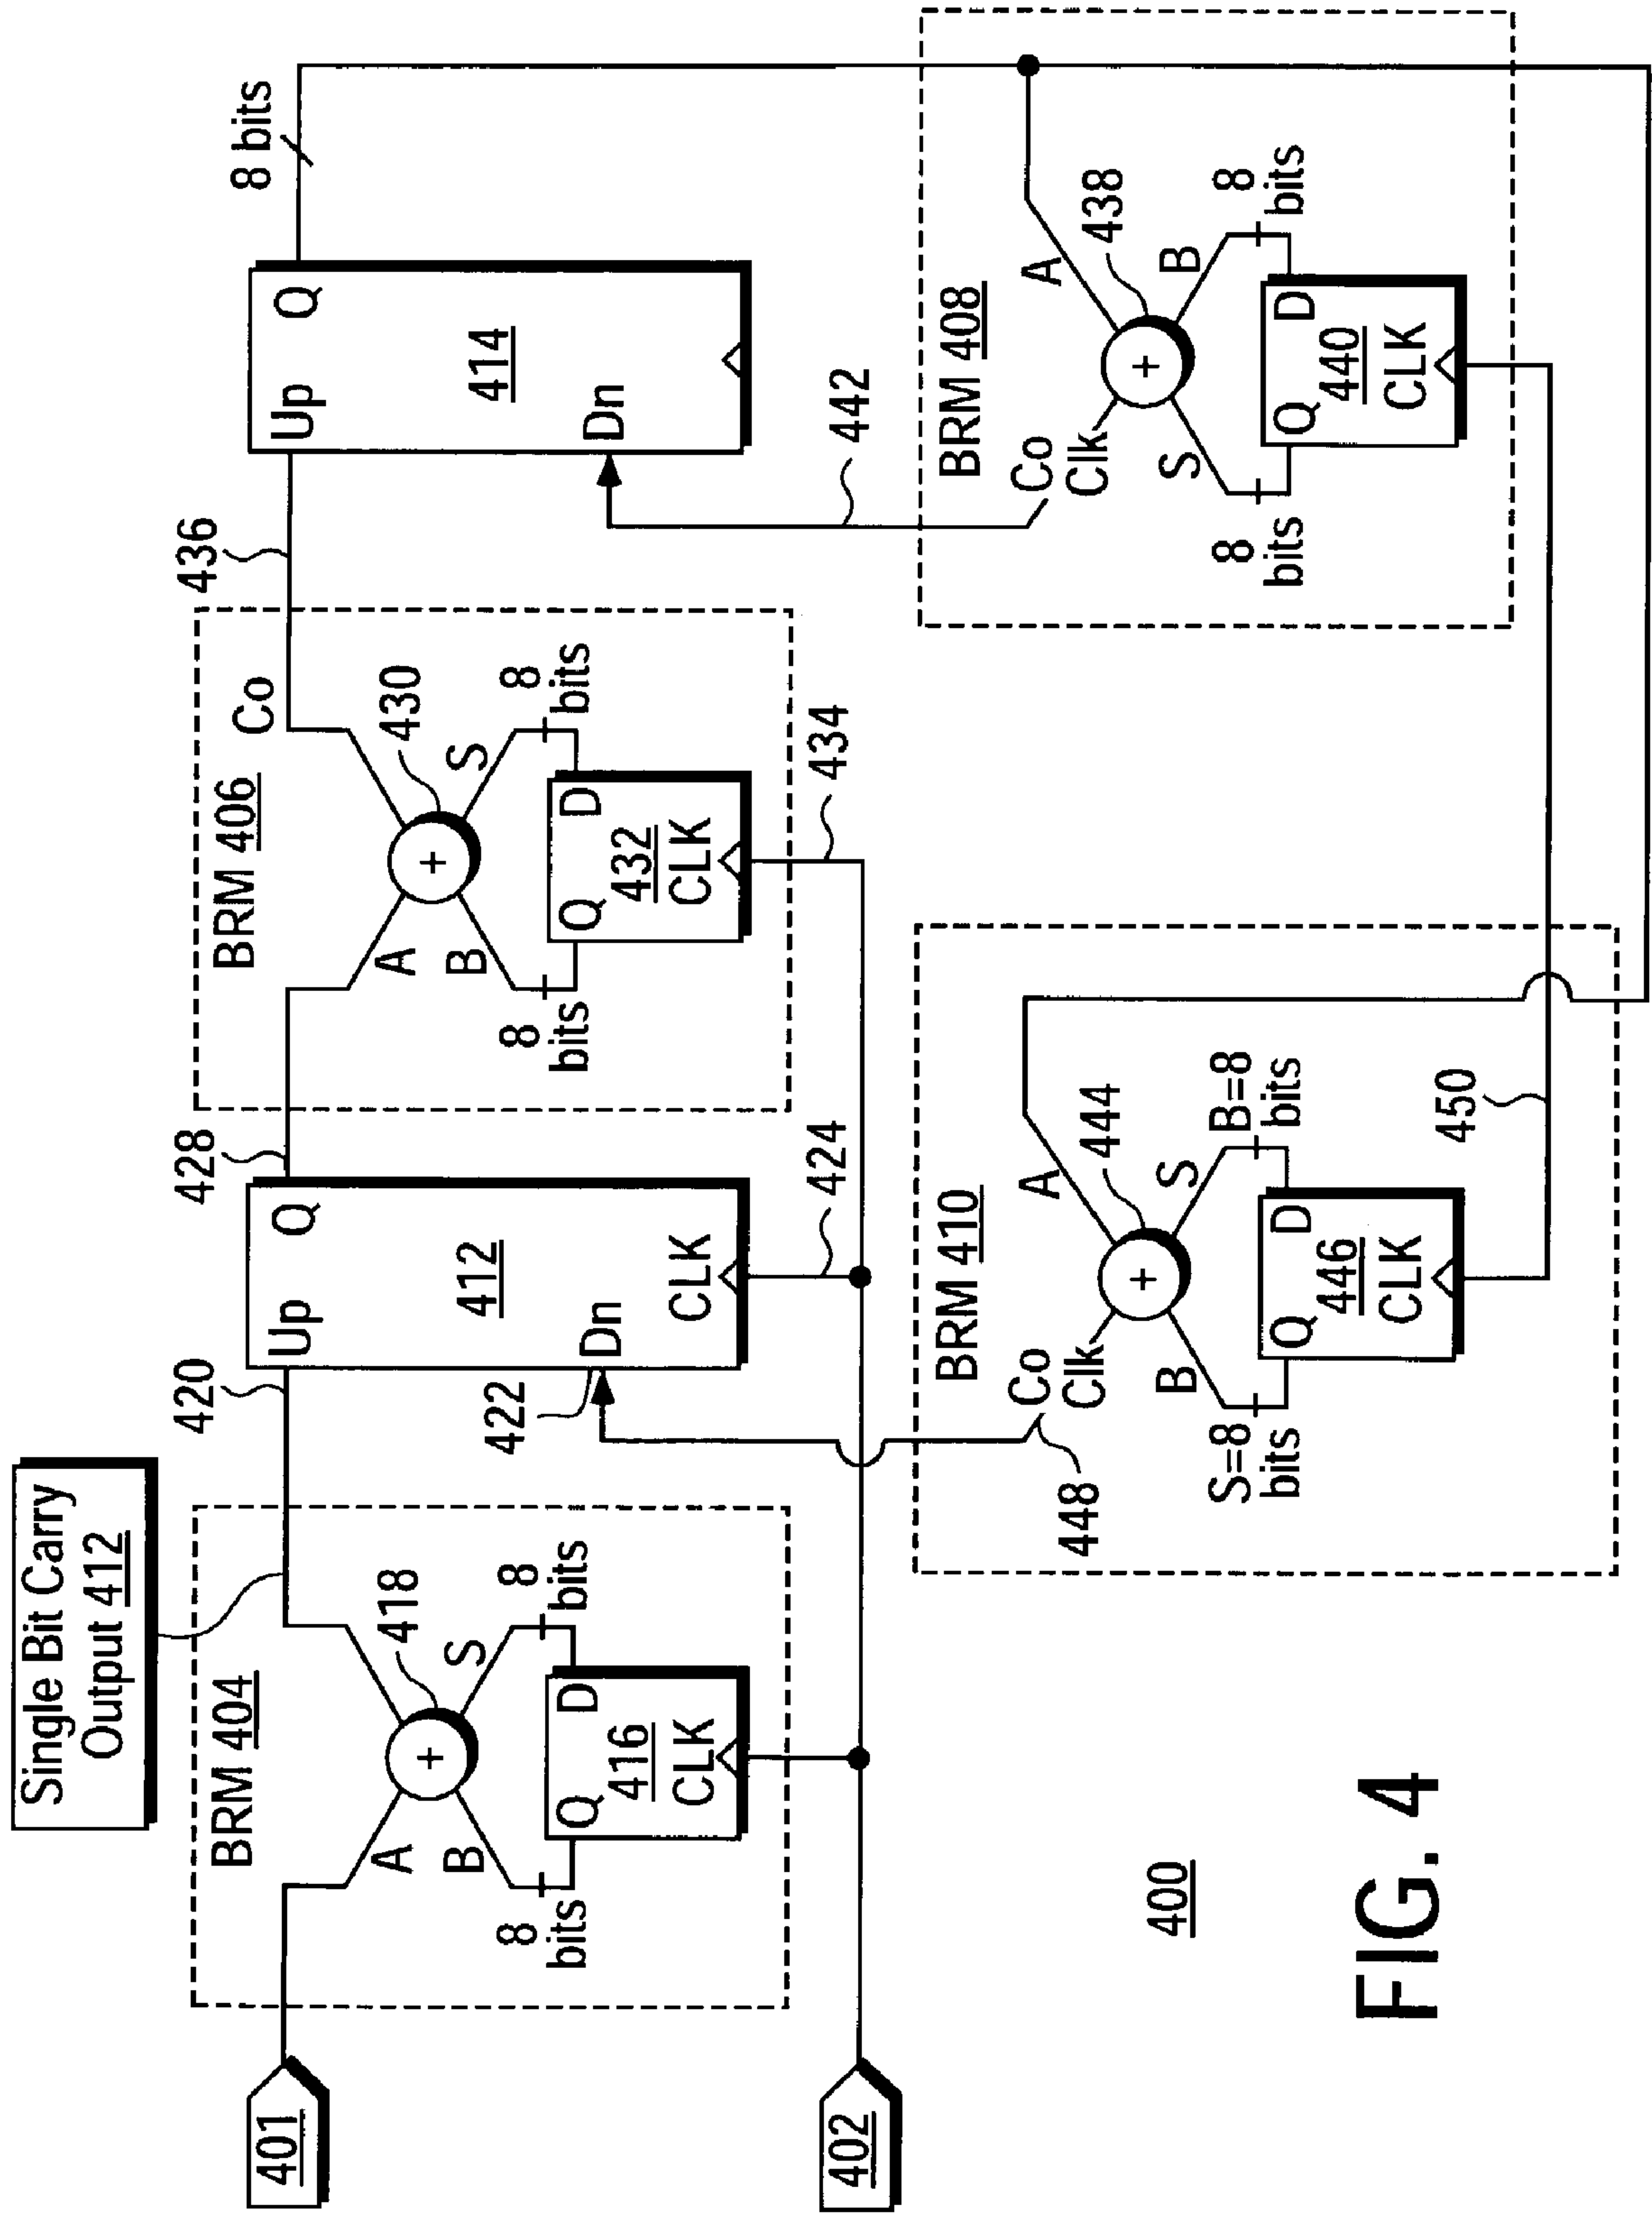 Single Bit Carry
Output 412
401
402
BRM 404
A
B
S
418
8
bits
8
bits
Q
D
416
CLK
420
422
Up
Q
412
Dn
CLK
424
428
BRM 406
A
B
S
Co
430
8
bits
8
bits
Q
D
432
CLK
434
436
Up
Q
414
Dn
8 bits
442
BRM 410
Co
Clk
448
A
444
B
S
S=8
bits
B=8
bits
Q
D
446
CLK
450
BRM 408
Co
Clk
A
438
S
B
8
bits
8
bits
Q
D
440
CLK
400
FIG. 4